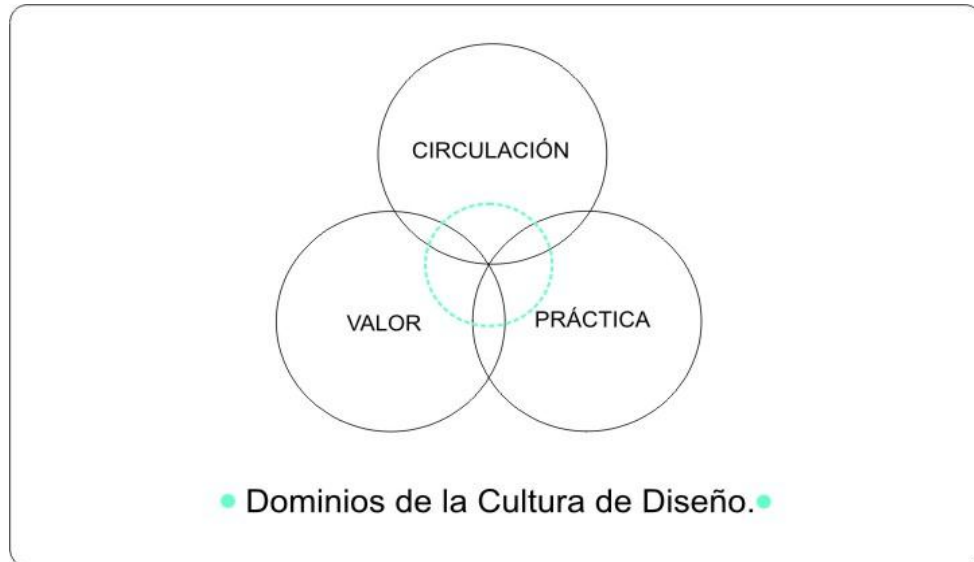 CIRCULACIÓN
VALOR
PRÁCTICA
Dominios de la Cultura de Diseño.